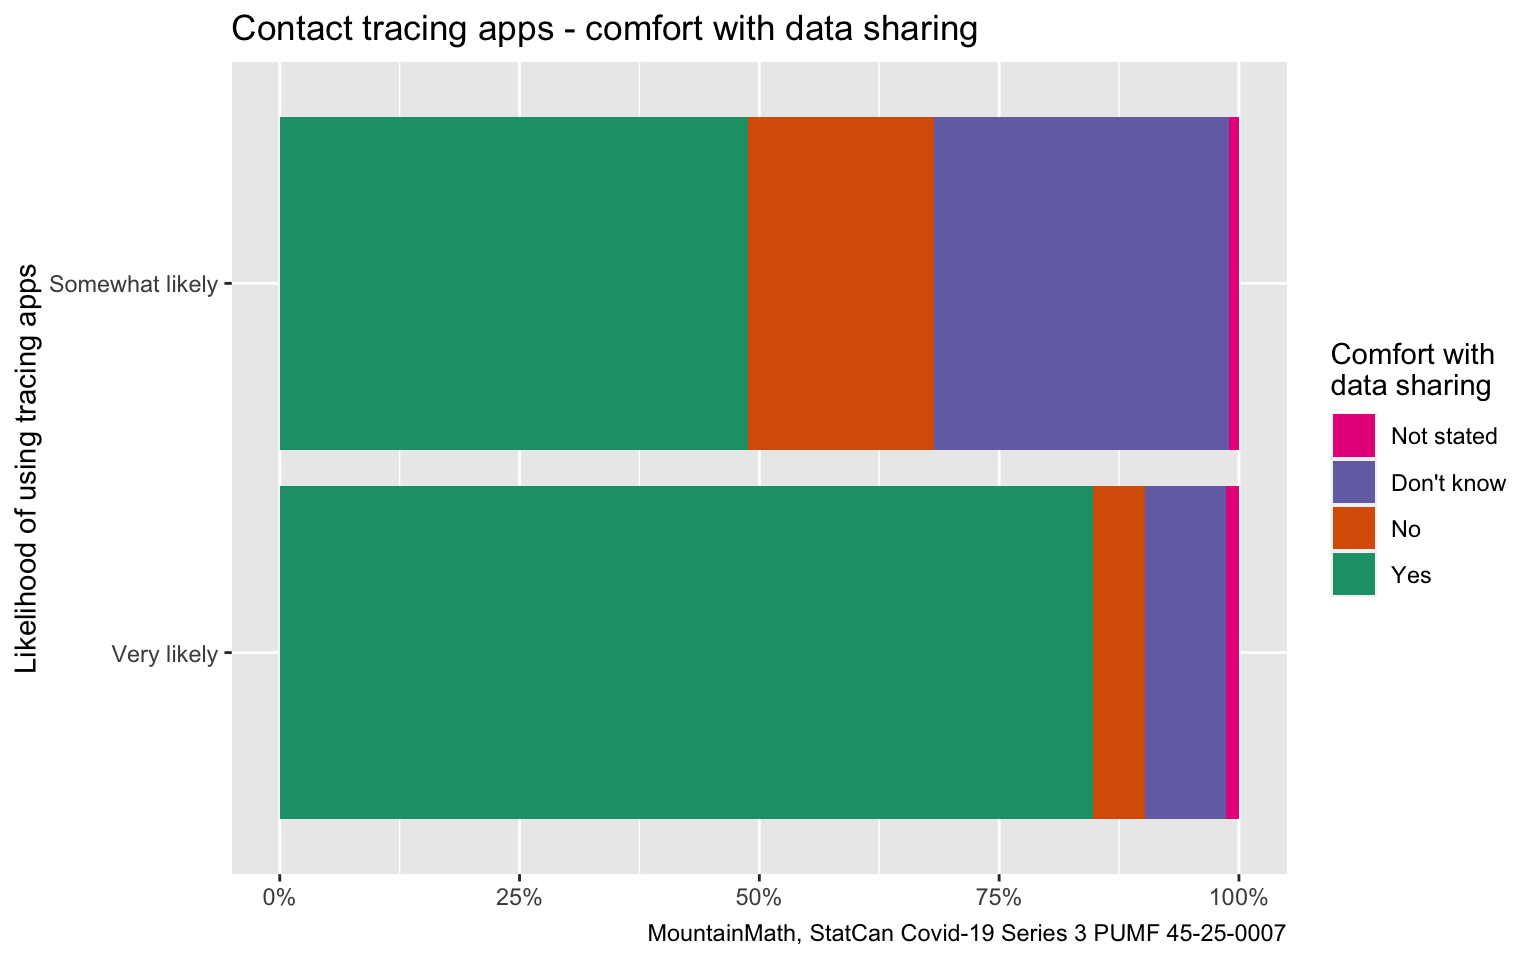 Contact tracing apps - comfort with data sharing
Likelihood of using tracing apps
Somewhat likely
Very likely
0%
25%
50%
75%
100%
Comfort with
data sharing
Not stated
Don't know
No
Yes
MountainMath, StatCan Covid-19 Series 3 PUMF 45-25-0007